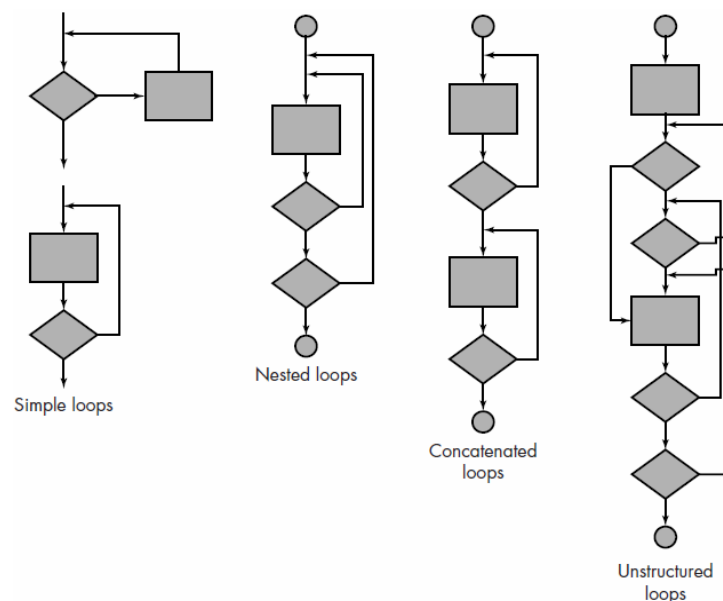 Simple loops
Nested loops
Concatenated
loops
Unstructured
loops